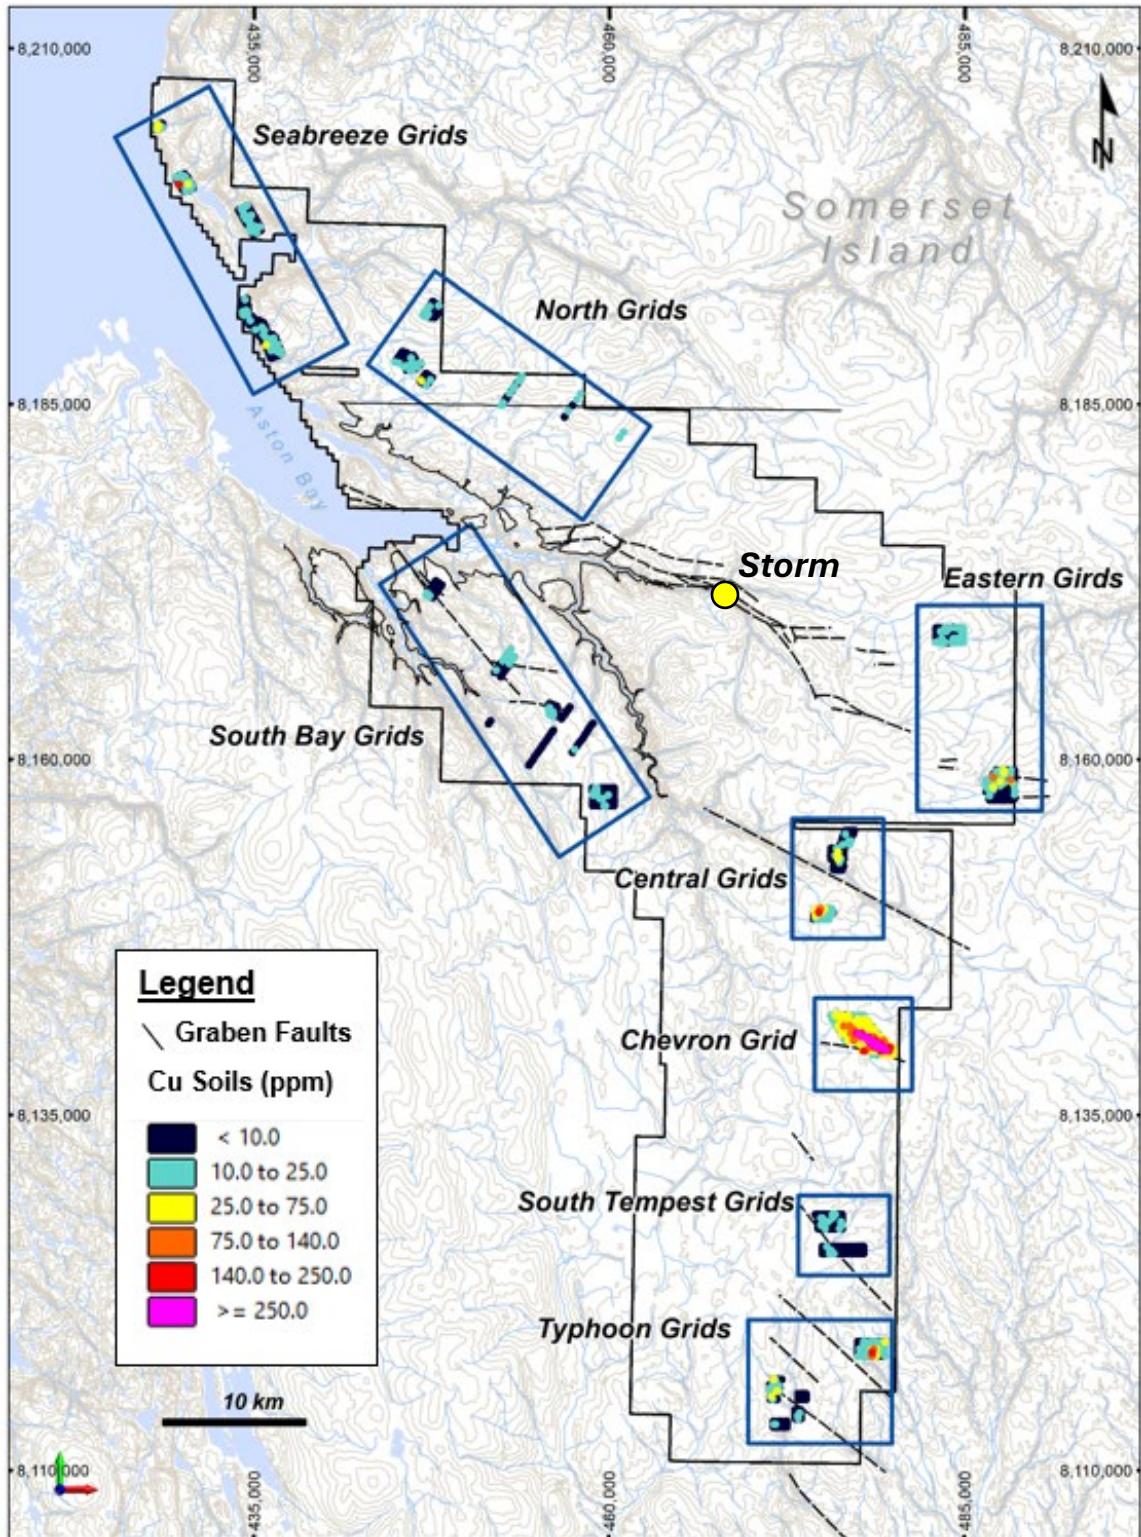 8,210,000
435,000
460,000
485,000
8,210,000
Seabreeze Grids
N
Somerset
Island
North Grids
8,185,000
8,185,000
Aston Bay
Storm
Eastern Girds
South Bay Grids
8,160,000
8,160,000
Central Grids
Legend
Graben Faults
Cu Soils (ppm)
< 10.0
10.0 to 25.0
25.0 to 75.0
75.0 to 140.0
140.0 to 250.0
>= 250.0
Chevron Grid
8,135,000
8,135,000
South Tempest Grids
Typhoon Grids
10 km
8,110,000
8,110,000
435,000
460,000
485,000